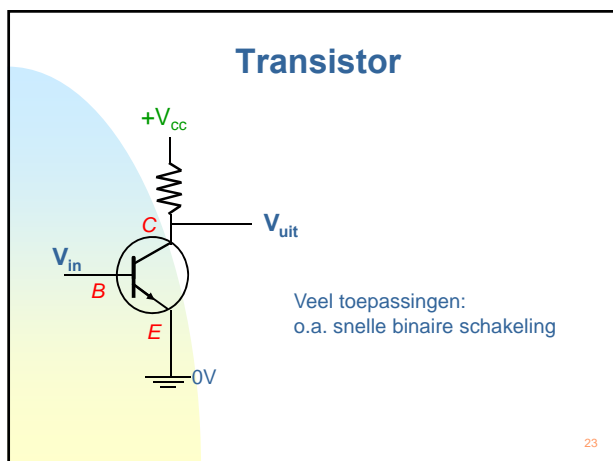 Transistor
+Vcc
C
Vuit
Vin
B
E
Veel toepassingen:
o.a. snelle binaire schakeling
0V
23